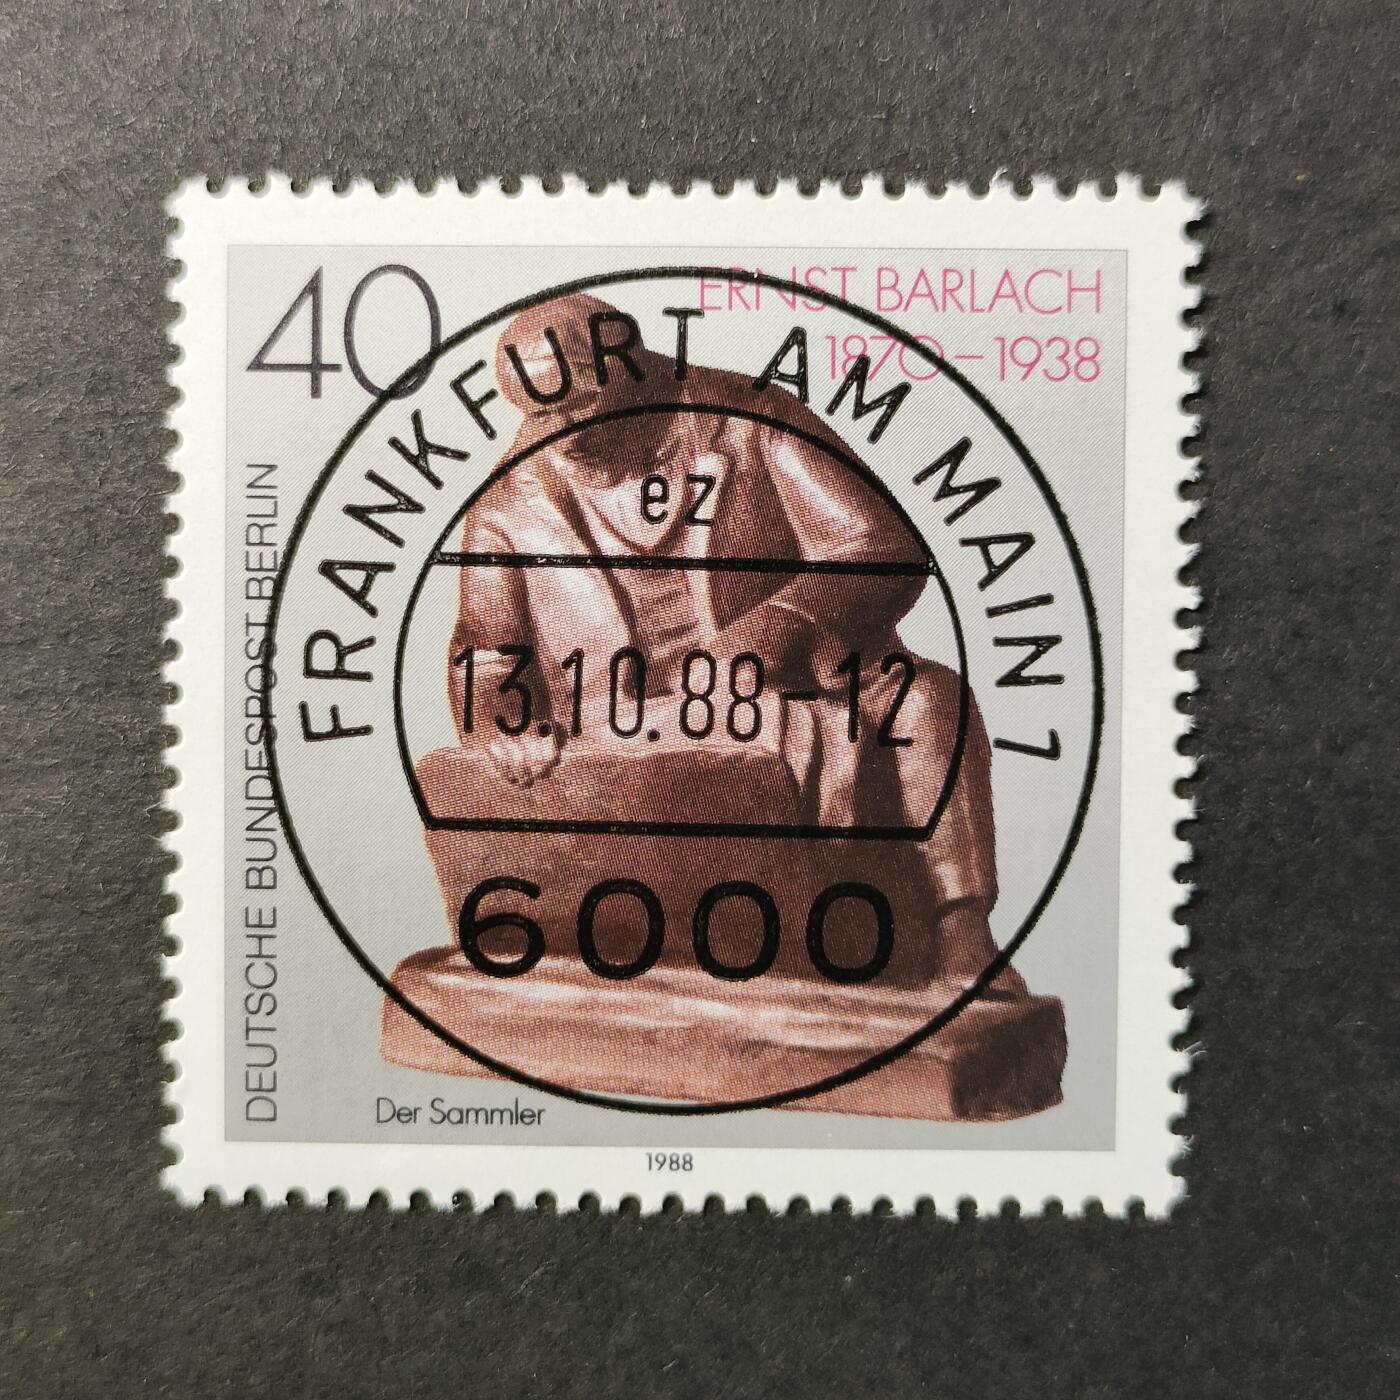 40
ERNST BARLACH
1870–1938
DEUTSCHE BUNDESPOST BERLIN
FRANKFURT AM MAIN 1
ez
13.10.88-12
6000
Der Sammler
1988